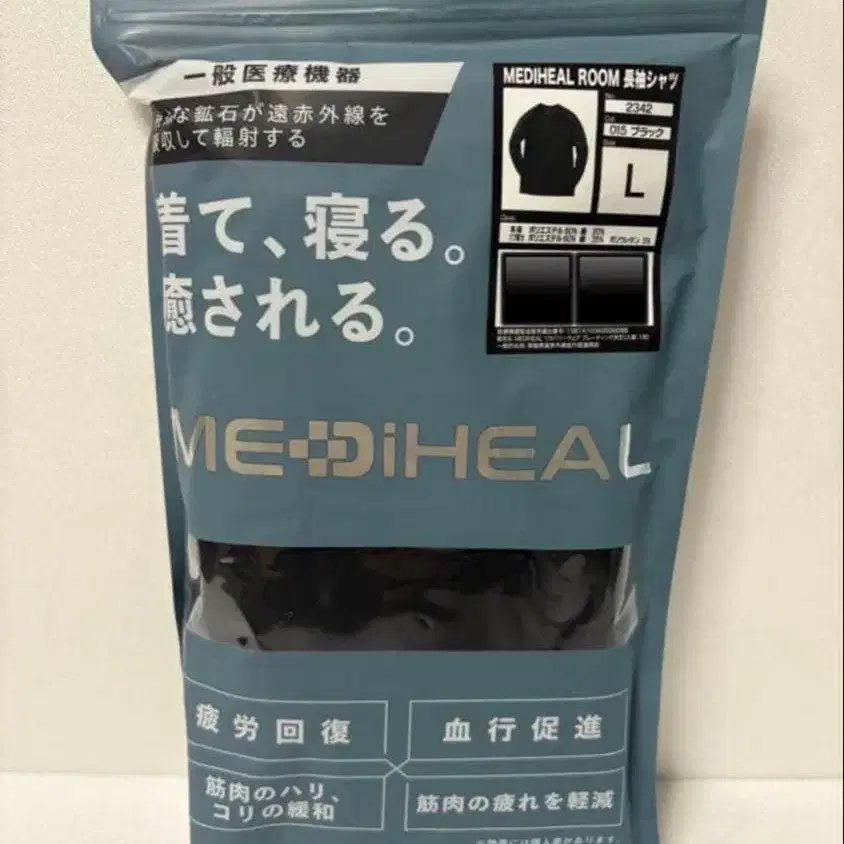 一般医療機器
な鉱石が遠赤外線を
収して輻射する
着て、寝る。
癒される。
MEDIHEAL ROOM 長袖シャツ
No.
2342
Col.
015 ブラック
Size
L
MEDiHEAL
疲労回復
血行促進
筋肉のハリ、
コリの緩和
筋肉の疲れを軽減